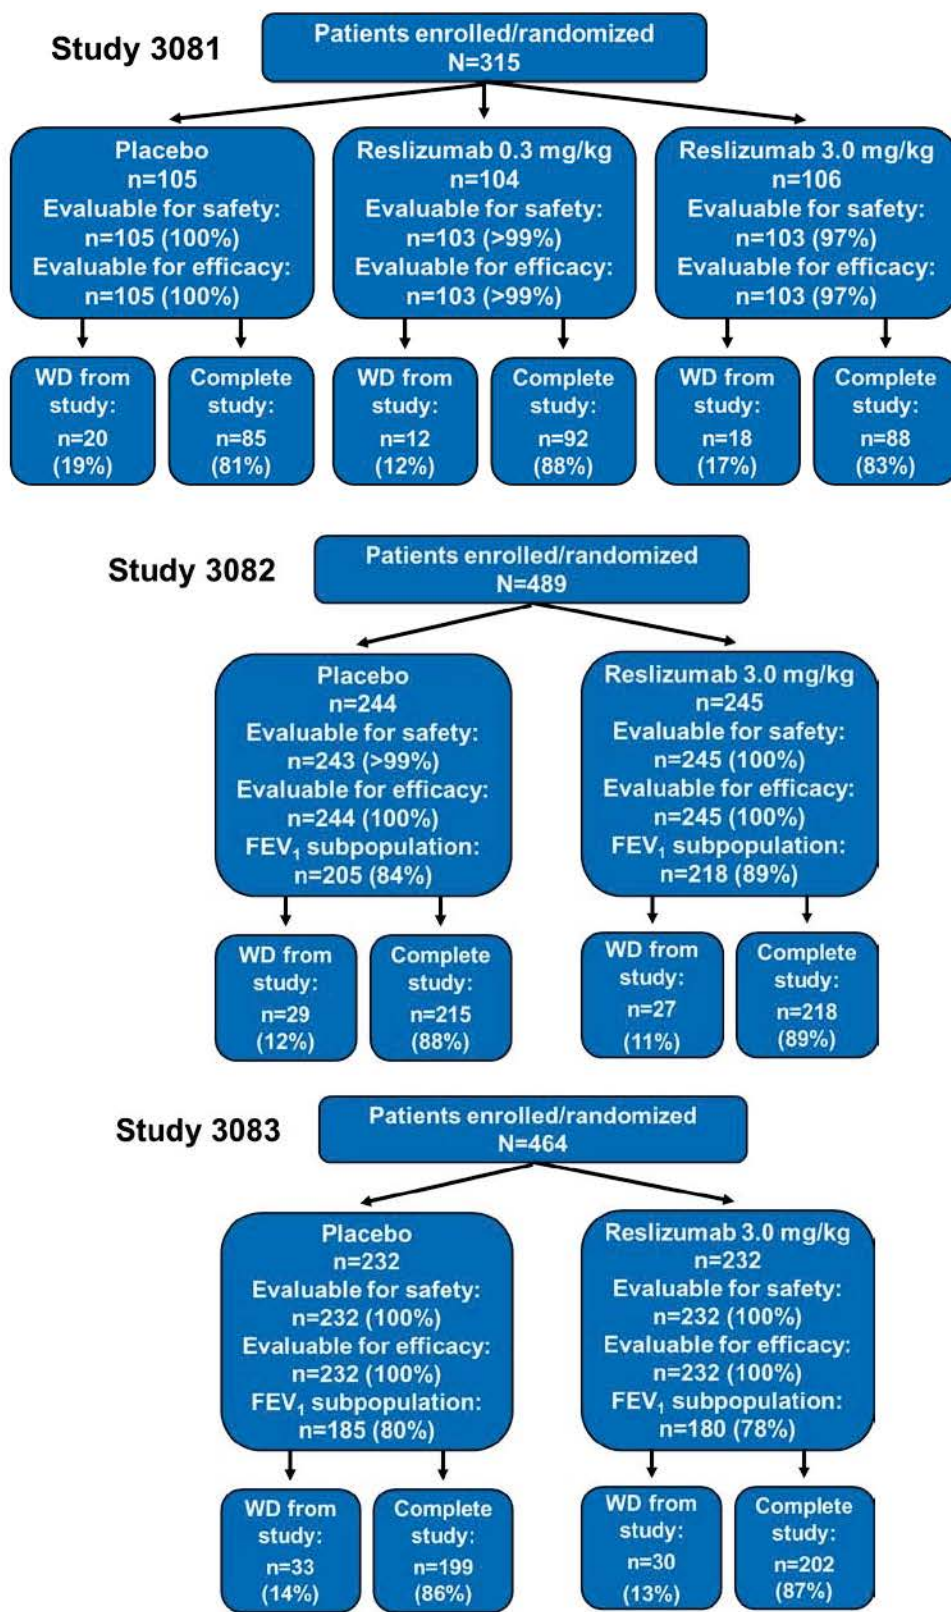 Study 3081
Patients enrolled/randomized
N=315
Placebo
n=105
Evaluable for safety:
n=105 (100%)
Evaluable for efficacy:
n=105 (100%)
Reslizumab 0.3 mg/kg
n=104
Evaluable for safety:
n=103 (>99%)
Evaluable for efficacy:
n=103 (>99%)
Reslizumab 3.0 mg/kg
n=106
Evaluable for safety:
n=103 (97%)
Evaluable for efficacy:
n=103 (97%)
WD from
study:
n=20
(19%)
Complete
study:
n=85
(81%)
WD from
study:
n=12
(12%)
Complete
study:
n=92
(88%)
WD from
study:
n=18
(17%)
Complete
study:
n=88
(83%)
Study 3082
Patients enrolled/randomized
N=489
Placebo
n=244
Evaluable for safety:
n=243 (>99%)
Evaluable for efficacy:
n=244 (100%)
FEV₁ subpopulation:
n=205 (84%)
Reslizumab 3.0 mg/kg
n=245
Evaluable for safety:
n=245 (100%)
Evaluable for efficacy:
n=245 (100%)
FEV₁ subpopulation:
n=218 (89%)
WD from
study:
n=29
(12%)
Complete
study:
n=215
(88%)
WD from
study:
n=27
(11%)
Complete
study:
n=218
(89%)
Study 3083
Patients enrolled/randomized
N=464
Placebo
n=232
Evaluable for safety:
n=232 (100%)
Evaluable for efficacy:
n=232 (100%)
FEV₁ subpopulation:
n=185 (80%)
Reslizumab 3.0 mg/kg
n=232
Evaluable for safety:
n=232 (100%)
Evaluable for efficacy:
n=232 (100%)
FEV₁ subpopulation:
n=180 (78%)
WD from
study:
n=33
(14%)
Complete
study:
n=199
(86%)
WD from
study:
n=30
(13%)
Complete
study:
n=202
(87%)